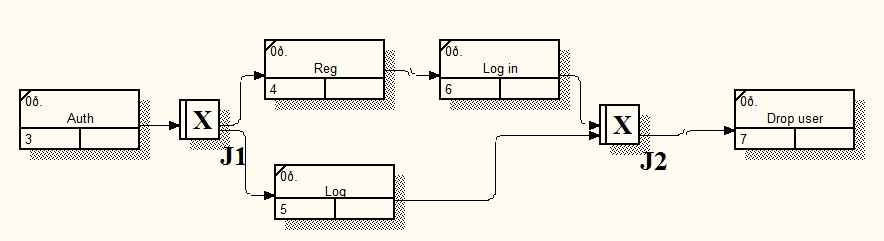 0ð.
Auth
3
X
J1
0ð.
Reg
4
0ð.
Log in
6
0ð.
Log
5
X
J2
0ð.
Drop user
7